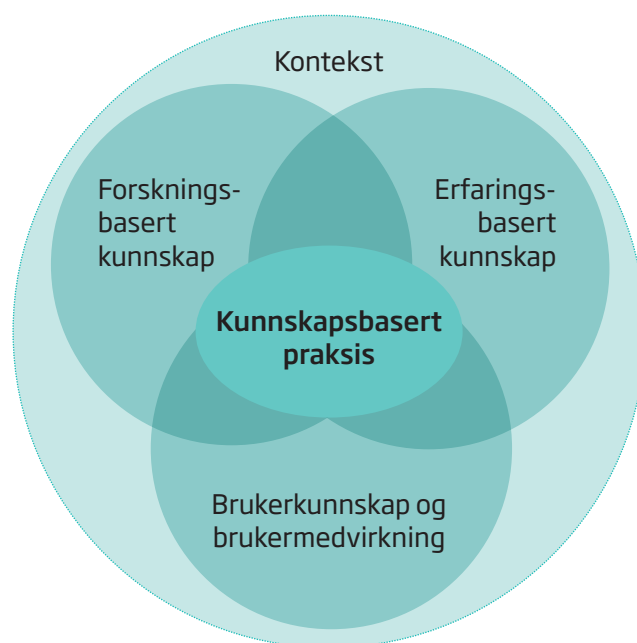 Kontekst
Forsknings-
basert
kunnskap
Erfarings-
basert
kunnskap
Kunnskapsbasert
praksis
Brukerkunnskap og
brukermedvirkning